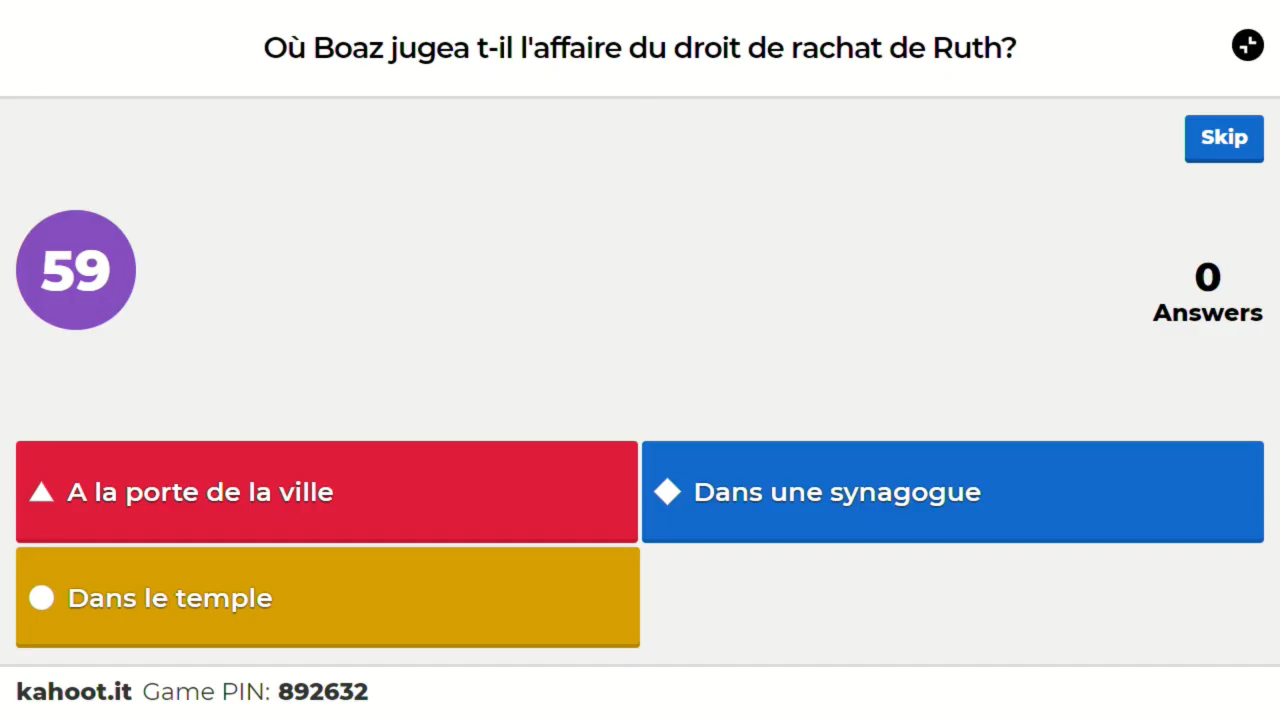 Où Boaz jugea t-il l'affaire du droit de rachat de Ruth?
Skip
59
0
Answers
A la porte de la ville
Dans une synagogue
Dans le temple
kahoot.it Game PIN: 892632